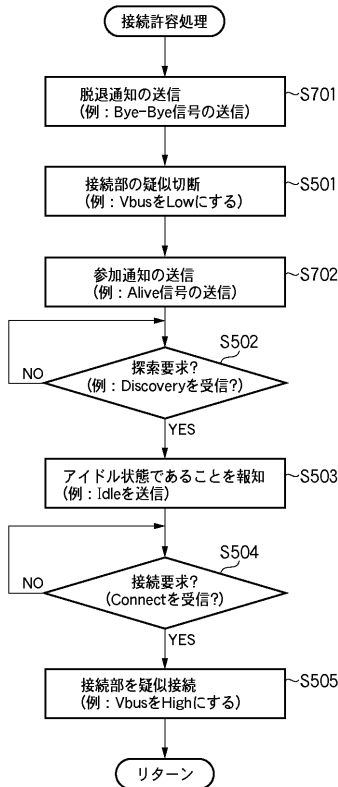 接続許容処理
脱退通知の送信
(例：Bye-Bye信号の送信)
S701
接続部の疑似切断
(例：VbusをLowにする)
S501
参加通知の送信
(例：Alive信号の送信)
S702
S502
探索要求?
(例：Discoveryを受信?)
NO
YES
アイドル状態であることを報知
(例：Idleを送信)
S503
S504
接続要求?
(Connectを受信?)
NO
YES
接続部を疑似接続
(例：VbusをHighにする)
S505
リターン